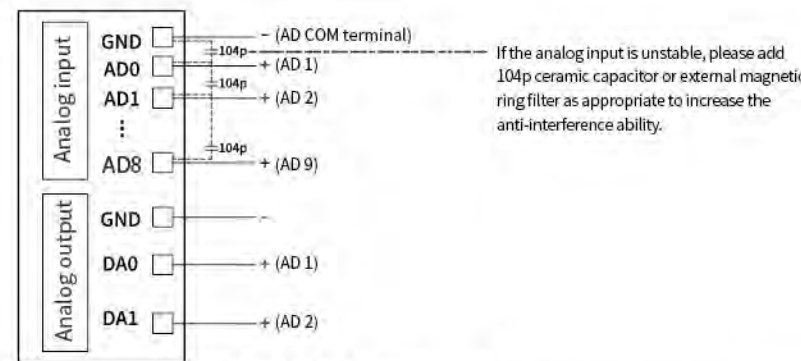 Analog input
GND
AD0
AD1
⋮
AD8
104p
104p
104p
− (AD COM terminal)
+ (AD 1)
+ (AD 2)
+ (AD 9)
If the analog input is unstable, please add
104p ceramic capacitor or external magnetic
ring filter as appropriate to increase the
anti-interference ability.
Analog output
GND
DA0
DA1
−
+ (AD 1)
+ (AD 2)